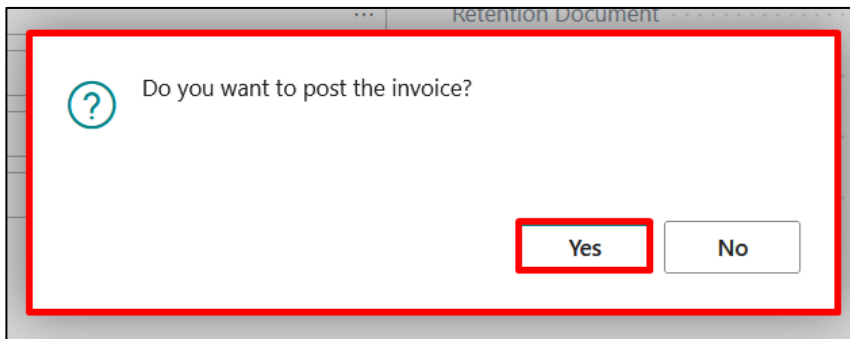 ... Retention Document
Do you want to post the invoice?
Yes No